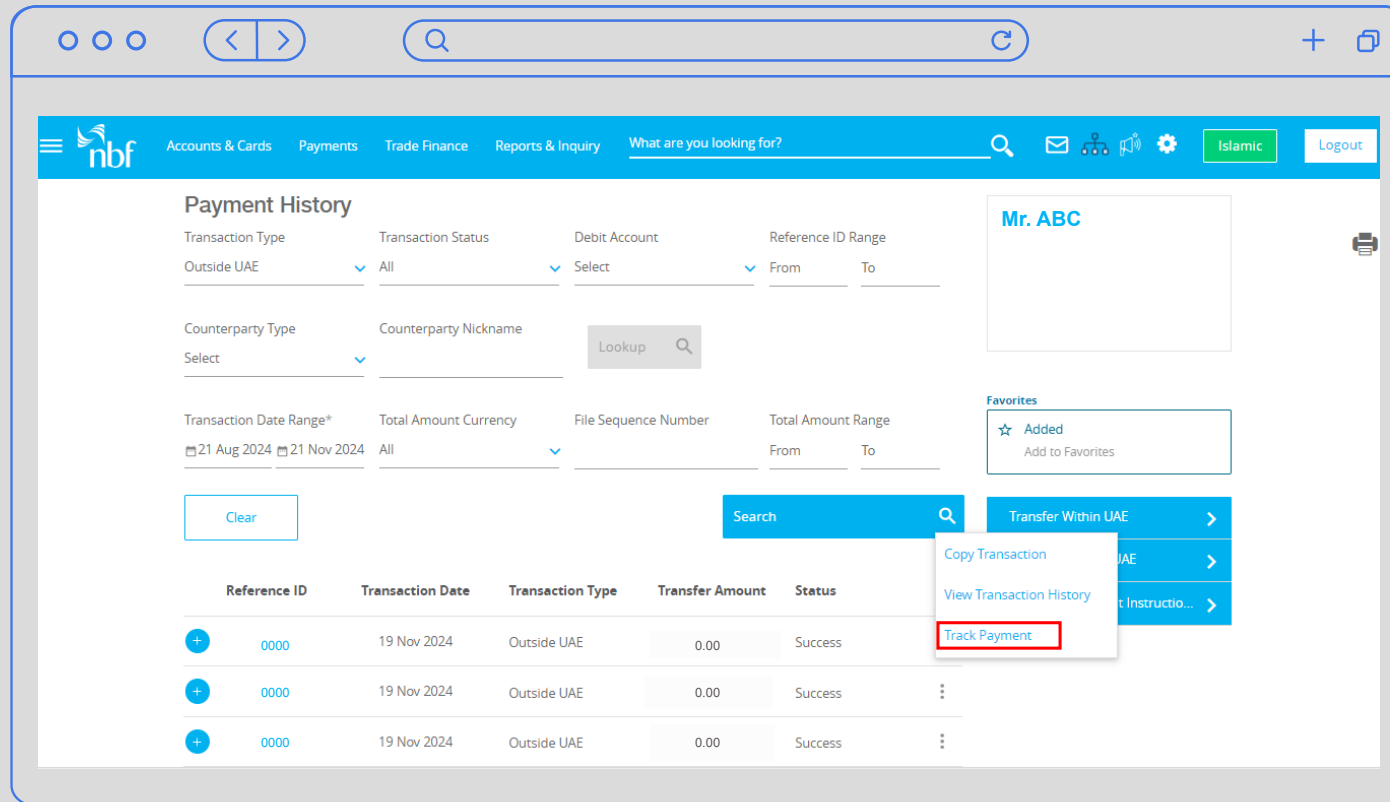 nbf
Accounts & Cards Payments Trade Finance Reports & Inquiry What are you looking for? Islamic Logout
Payment History
Mr. ABC
Transaction Type Transaction Status Debit Account Reference ID Range
Outside UAE All Select From To
Counterparty Type Counterparty Nickname
Select Lookup
Favorites
Transaction Date Range* Total Amount Currency File Sequence Number Total Amount Range
Added
21 Aug 2024 21 Nov 2024 All From To
Add to Favorites
Clear Search Transfer Within UAE
Copy Transaction UAE
View Transaction History t Instructio...
Track Payment
Reference ID Transaction Date Transaction Type Transfer Amount Status
0000 19 Nov 2024 Outside UAE 0.00 Success
0000 19 Nov 2024 Outside UAE 0.00 Success
0000 19 Nov 2024 Outside UAE 0.00 Success